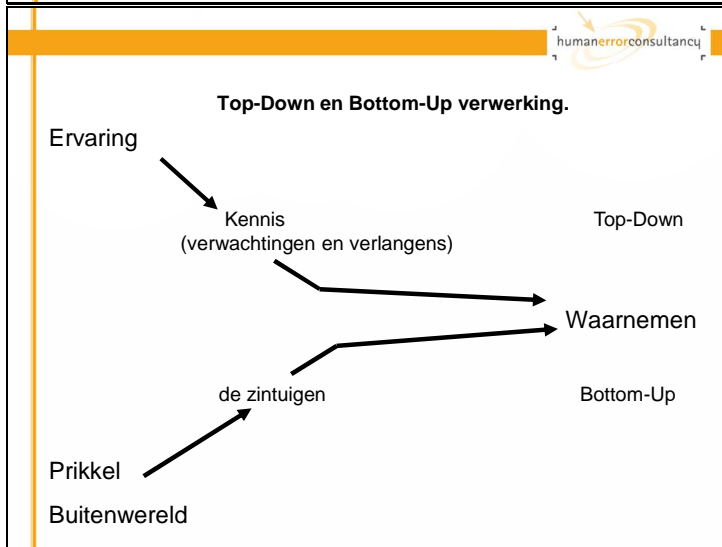 humanerrorconsultancy
Top-Down en Bottom-Up verwerking.
Ervaring
Kennis
(verwachtingen en verlangens)
Top-Down
Waarnemen
de zintuigen
Bottom-Up
Prikkel
Buitenwereld